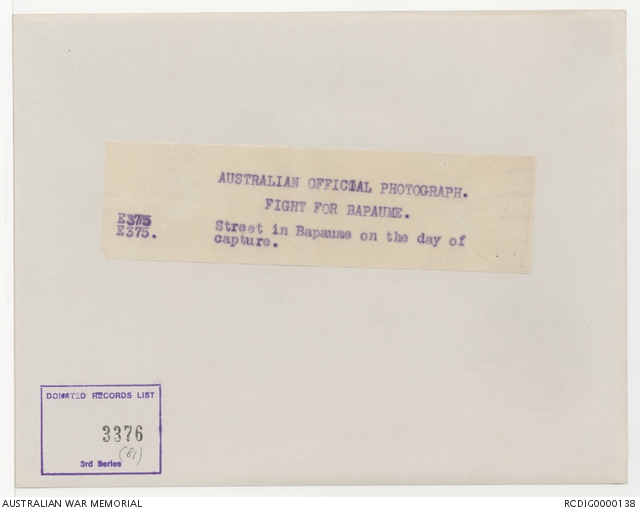 AUSTRALIAN OFFICIAL PHOTOGRAPH.
FIGHT FOR BAPAUME.
E375
E375. Street in Bapaume on the day of
capture.
DONATED RECORDS LIST
3376
(81)
3rd Series
AUSTRALIAN WAR MEMORIAL
RCDIG0000138